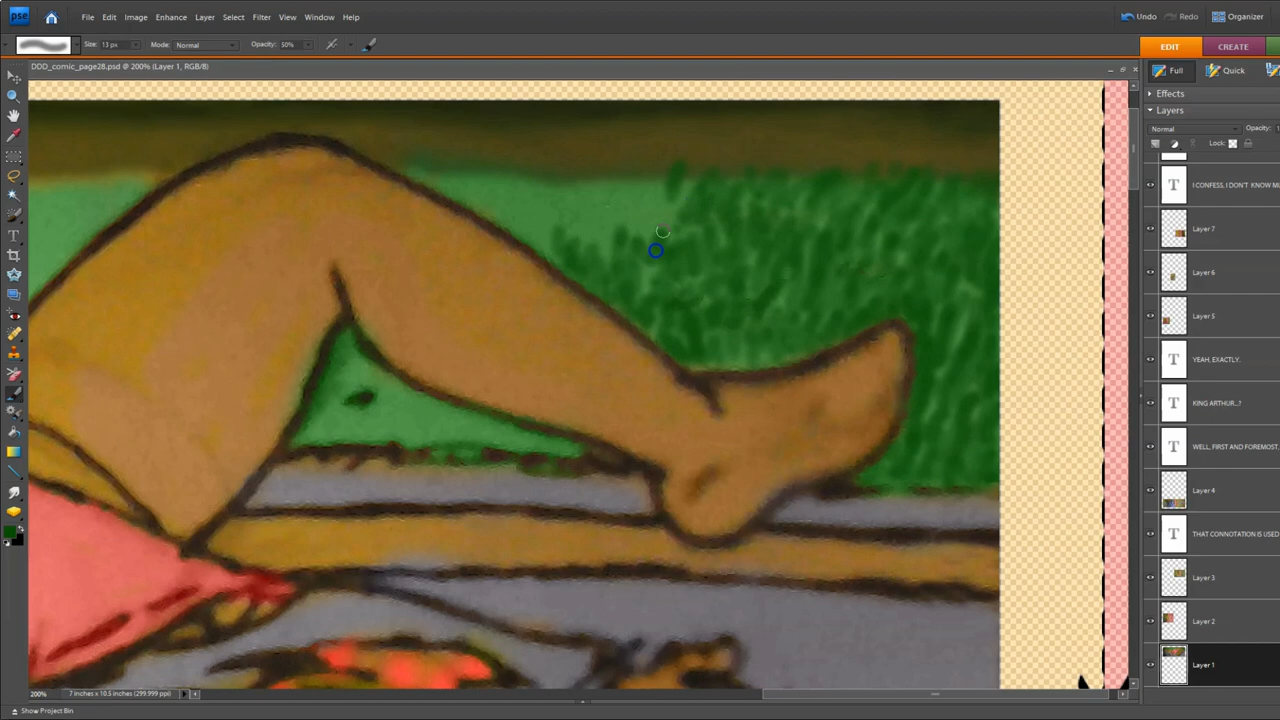 pse File Edit Image Enhance Layer Select Filter View Window Help Undo Redo Organizer
Size: 13 px Mode: Normal Opacity: 50% EDIT CREATE
DDD_comic_page28.psd @ 200% (Layer 1, RGB/8)
Full Quick
Effects
Layers
Normal Opacity: 1
Lock:
T I CONFESS, I DON'T KNOW
Layer 7
Layer 6
Layer 5
T YEAH, EXACTLY.
T KING ARTHUR...?
T WELL, FIRST AND FOREMOST,
Layer 4
T THAT CONNOTATION IS USED
Layer 3
Layer 2
Layer 1
200% 7 inches x 10.5 inches (299.999 ppi)
Show Project Bin